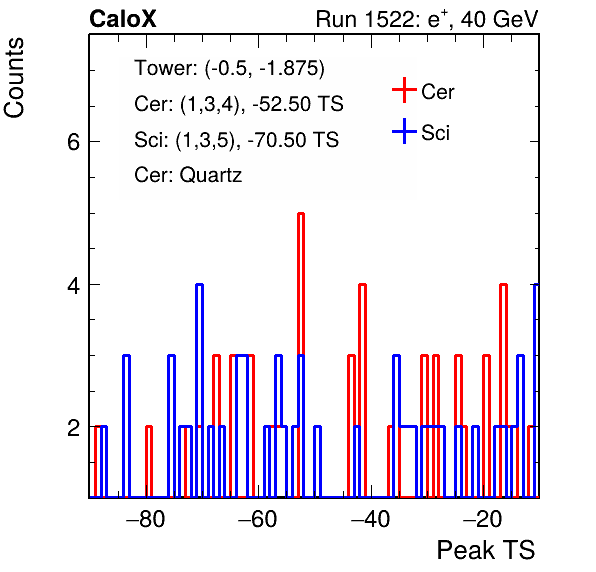 CaloX Run 1522: e+, 40 GeV
Counts
Tower: (-0.5, -1.875)
Cer: (1,3,4), -52.50 TS
Sci: (1,3,5), -70.50 TS
Cer: Quartz
Cer
Sci
6
4
2
−80 −60 −40 −20
Peak TS